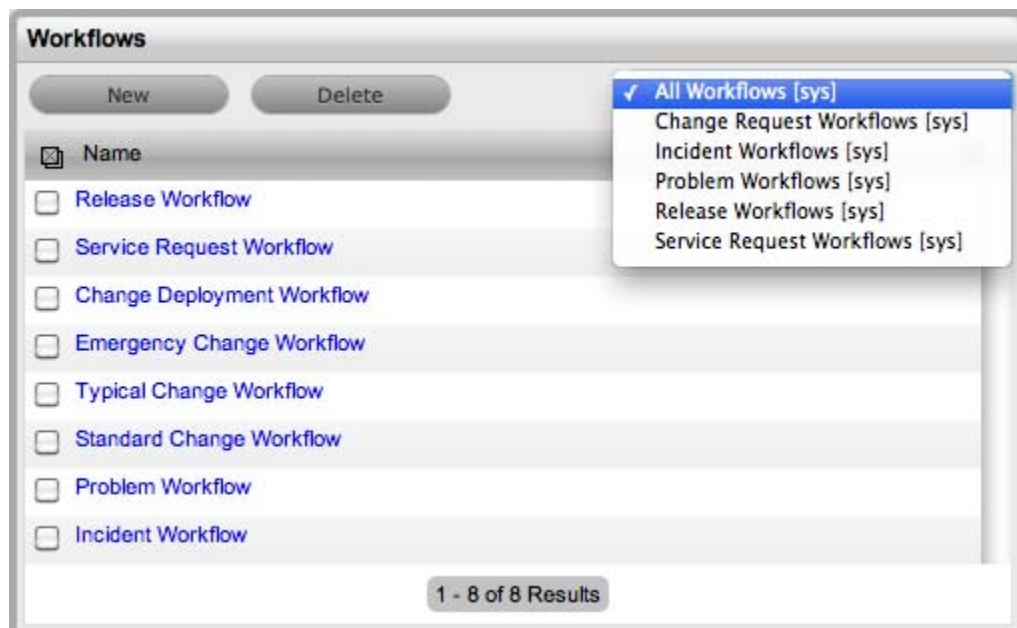 Workflows
New
Delete
✓ All Workflows [sys]
Change Request Workflows [sys]
Incident Workflows [sys]
Problem Workflows [sys]
Release Workflows [sys]
Service Request Workflows [sys]
Name
Release Workflow
Service Request Workflow
Change Deployment Workflow
Emergency Change Workflow
Typical Change Workflow
Standard Change Workflow
Problem Workflow
Incident Workflow
1 - 8 of 8 Results